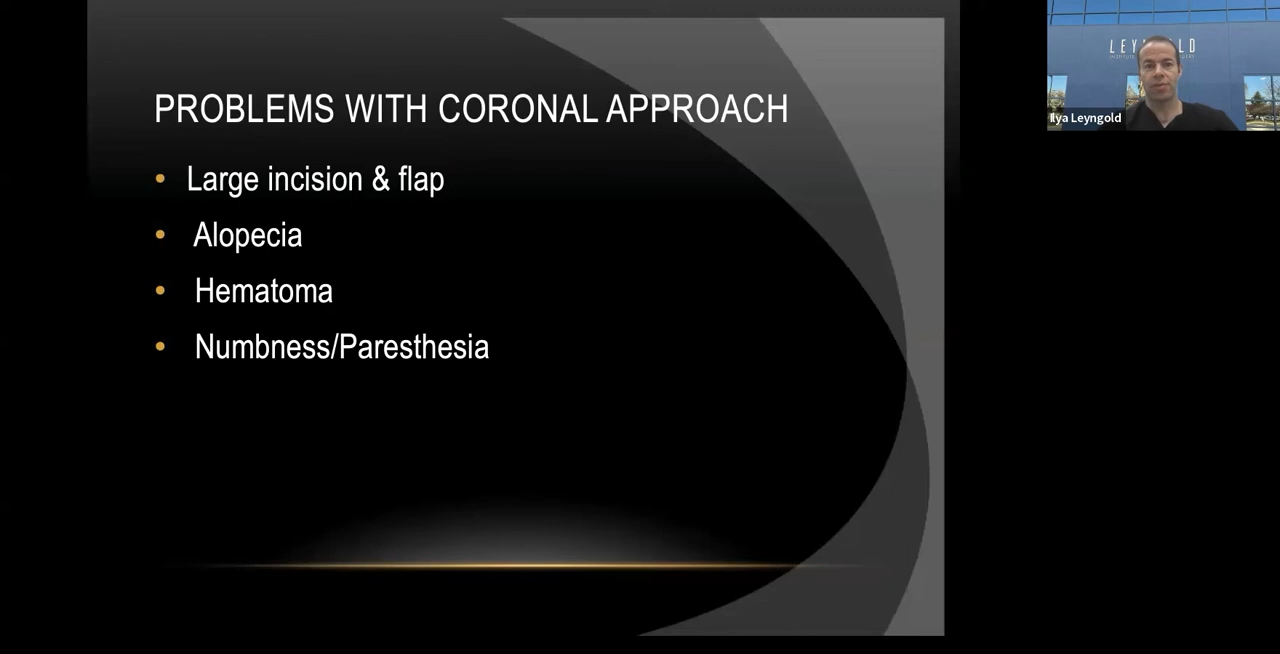 PROBLEMS WITH CORONAL APPROACH
• Large incision & flap
• Alopecia
• Hematoma
• Numbness/Paresthesia
Ilya Leyngold